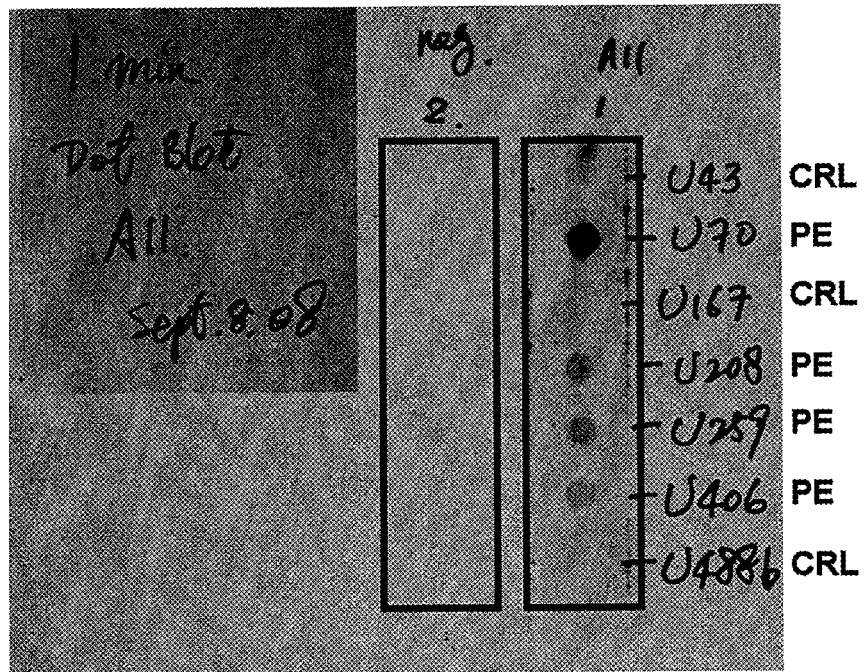 1 min
Dot Blot
All
Sept. 8. 08
neg. All
2. 1
U43 CRL
U70 PE
U167 CRL
U208 PE
U259 PE
U406 PE
U488b CRL